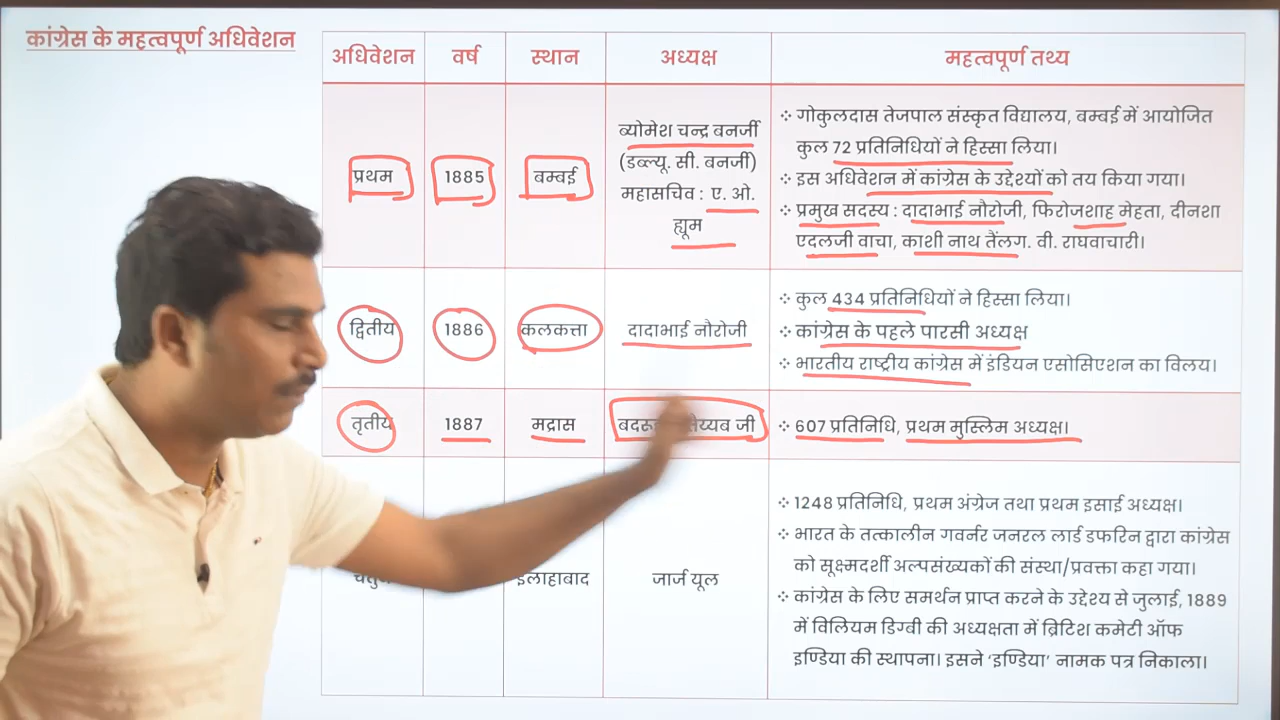 कांग्रेस के महत्वपूर्ण अधिवेशन
अधिवेशन वर्ष स्थान अध्यक्ष महत्वपूर्ण तथ्य
प्रथम 1885 बम्बई
ब्योमेश चन्द्र बनर्जी
(डब्ल्यू. सी. बनर्जी)
महासचिव : ए. ओ.
ह्यूम
❖ गोकुलदास तेजपाल संस्कृत विद्यालय, बम्बई में आयोजित
कुल 72 प्रतिनिधियों ने हिस्सा लिया।
❖ इस अधिवेशन में कांग्रेस के उद्देश्यों को तय किया गया।
❖ प्रमुख सदस्य : दादाभाई नौरोजी, फिरोजशाह मेहता, दीनशा
एदलजी वाचा, काशी नाथ तैंलग. वी. राघवाचारी।
द्वितीय 1886 कलकत्ता दादाभाई नौरोजी
❖ कुल 434 प्रतिनिधियों ने हिस्सा लिया।
❖ कांग्रेस के पहले पारसी अध्यक्ष
❖ भारतीय राष्ट्रीय कांग्रेस में इंडियन एसोसिएशन का विलय।
तृतीय 1887 मद्रास जी
❖ 607 प्रतिनिधि, प्रथम मुस्लिम अध्यक्ष।
इलाहाबाद जार्ज यूल
❖ 1248 प्रतिनिधि, प्रथम अंग्रेज तथा प्रथम इसाई अध्यक्ष।
❖ भारत के तत्कालीन गवर्नर जनरल लार्ड डफरिन द्वारा कांग्रेस
को सूक्ष्मदर्शी अल्पसंख्यकों की संस्था/प्रवक्ता कहा गया।
❖ कांग्रेस के लिए समर्थन प्राप्त करने के उद्देश्य से जुलाई, 1889
में विलियम डिग्बी की अध्यक्षता में ब्रिटिश कमेटी ऑफ
इण्डिया की स्थापना। इसने ‘इण्डिया’ नामक पत्र निकाला।